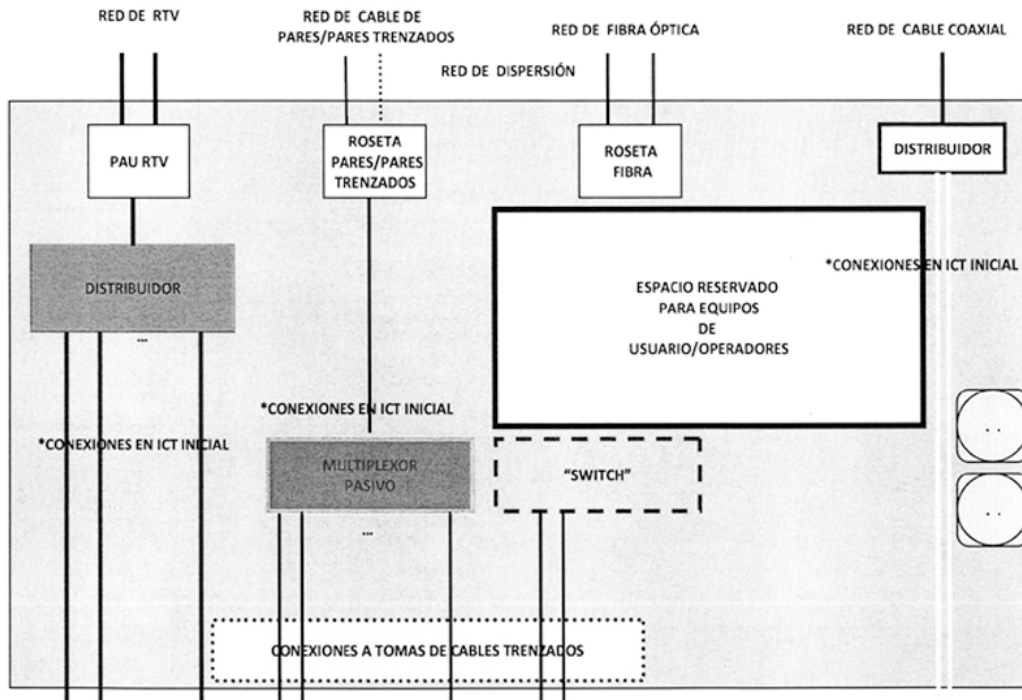 RED DE RTV
RED DE CABLE DE
PARES/PARES TRENZADOS
RED DE FIBRA ÓPTICA
RED DE CABLE COAXIAL
RED DE DISPERSIÓN
PAU RTV
ROSETA
PARES/PARES
TRENZADOS
ROSETA
FIBRA
DISTRIBUIDOR
DISTRIBUIDOR
...
*CONEXIONES EN ICT INICIAL
ESPACIO RESERVADO
PARA EQUIPOS
DE
USUARIO/OPERADORES
*CONEXIONES EN ICT INICIAL
*CONEXIONES EN ICT INICIAL
MULTIPLEXOR
PASIVO
...
"SWITCH"
CONEXIONES A TOMAS DE CABLES TRENZADOS